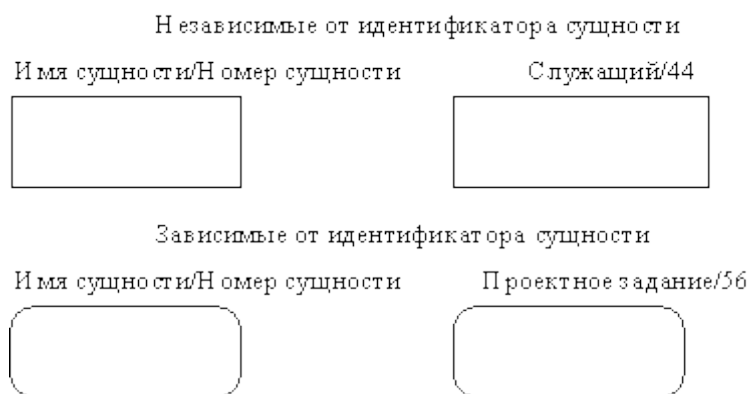 Независимые от идентификатора сущности
Имя сущности/Номер сущности Служащий/44
Зависимые от идентификатора сущности
Имя сущности/Номер сущности Проектное задание/56